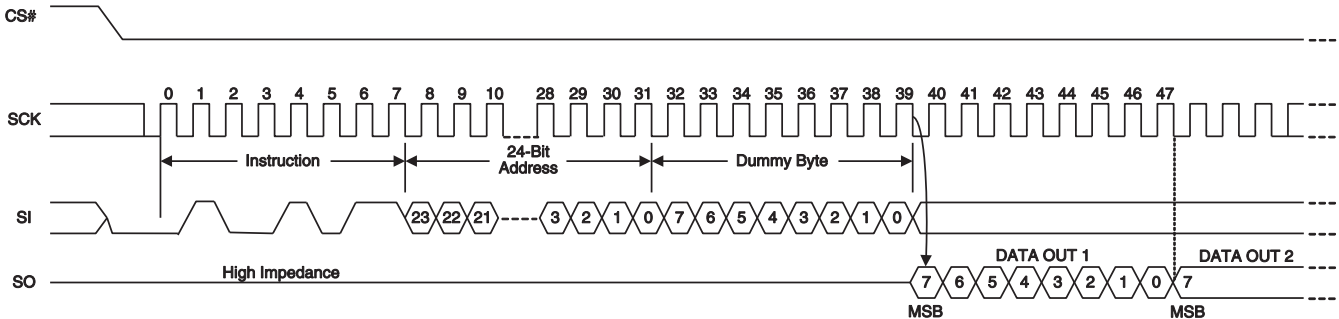 CS#
0 1 2 3 4 5 6 7 8 9 10 28 29 30 31 32 33 34 35 36 37 38 39 40 41 42 43 44 45 46 47
SCK
Instruction
24-Bit
Address
Dummy Byte
SI
23 22 21 3 2 1 0 7 6 5 4 3 2 1 0
DATA OUT 1
DATA OUT 2
High Impedance
SO
7 6 5 4 3 2 1 0 7
MSB
MSB